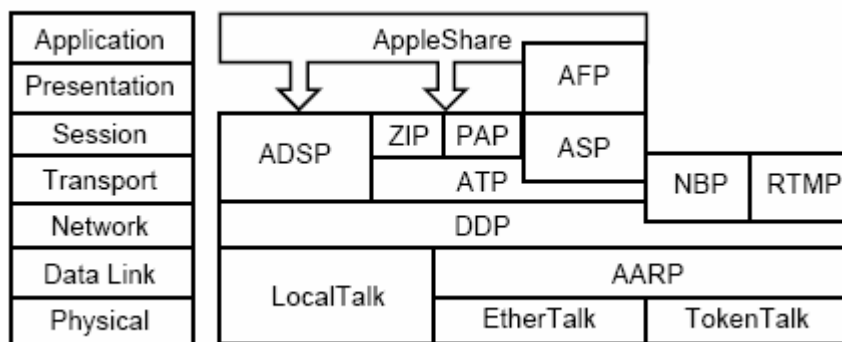 Application
Presentation
Session
Transport
Network
Data Link
Physical
AppleShare
AFP
ADSP
ZIP
PAP
ASP
ATP
NBP
RTMP
DDP
LocalTalk
AARP
EtherTalk
TokenTalk